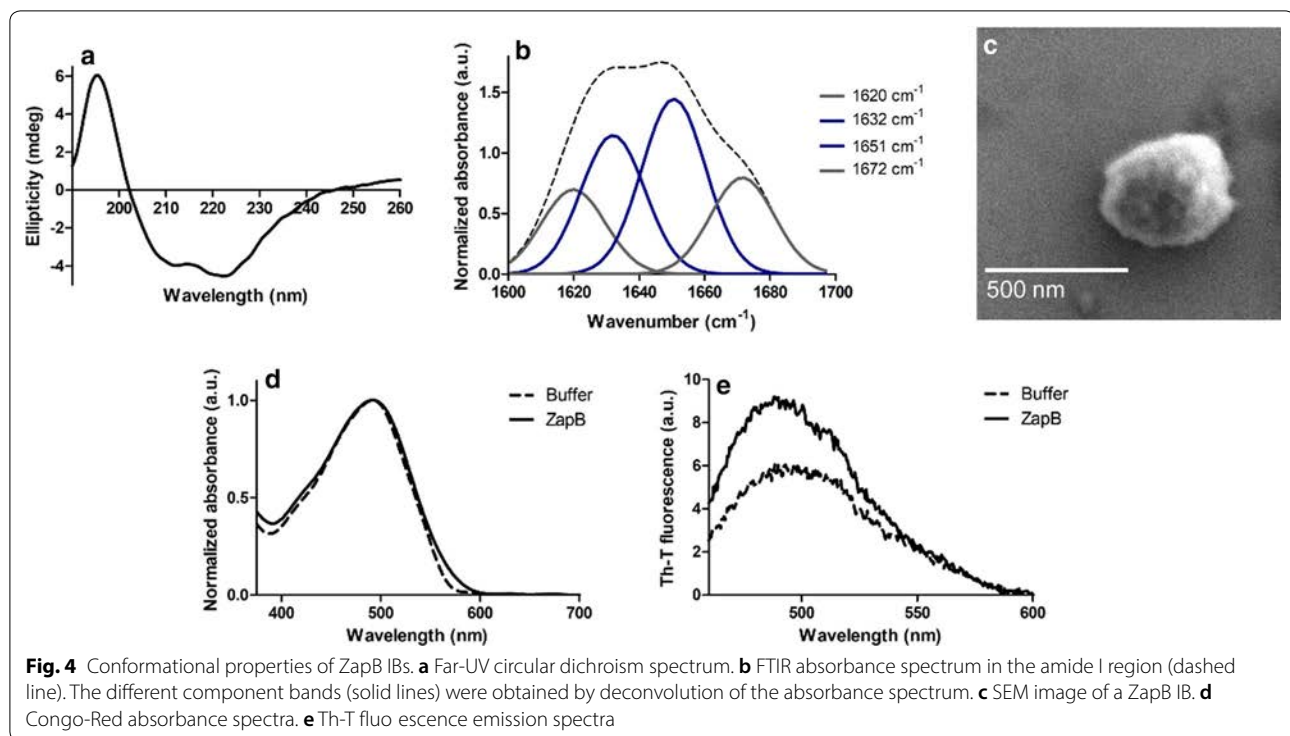 a
6
4
2
0
-2
-4
200 210 220 230 240 250 260
Ellipticity (mdeg)
Wavelength (nm)
b
1.5
1.0
0.5
0.0
1600 1620 1640 1660 1680 1700
Normalized absorbance (a.u.)
Wavenumber (cm-1)
1620 cm-1
1632 cm-1
1651 cm-1
1672 cm-1
c
500 nm
d
1.0
0.5
0.0
400 500 600 700
Normalized absorbance (a.u.)
Wavelength (nm)
Buffer
ZapB
e
10
8
6
4
2
0
500 550 600
Th-T fluorescence (a.u.)
Wavelength (nm)
Buffer
ZapB
Fig. 4 Conformational properties of ZapB IBs. a Far-UV circular dichroism spectrum. b FTIR absorbance spectrum in the amide I region (dashed
line). The different component bands (solid lines) were obtained by deconvolution of the absorbance spectrum. c SEM image of a ZapB IB. d
Congo-Red absorbance spectra. e Th-T fluo escence emission spectra